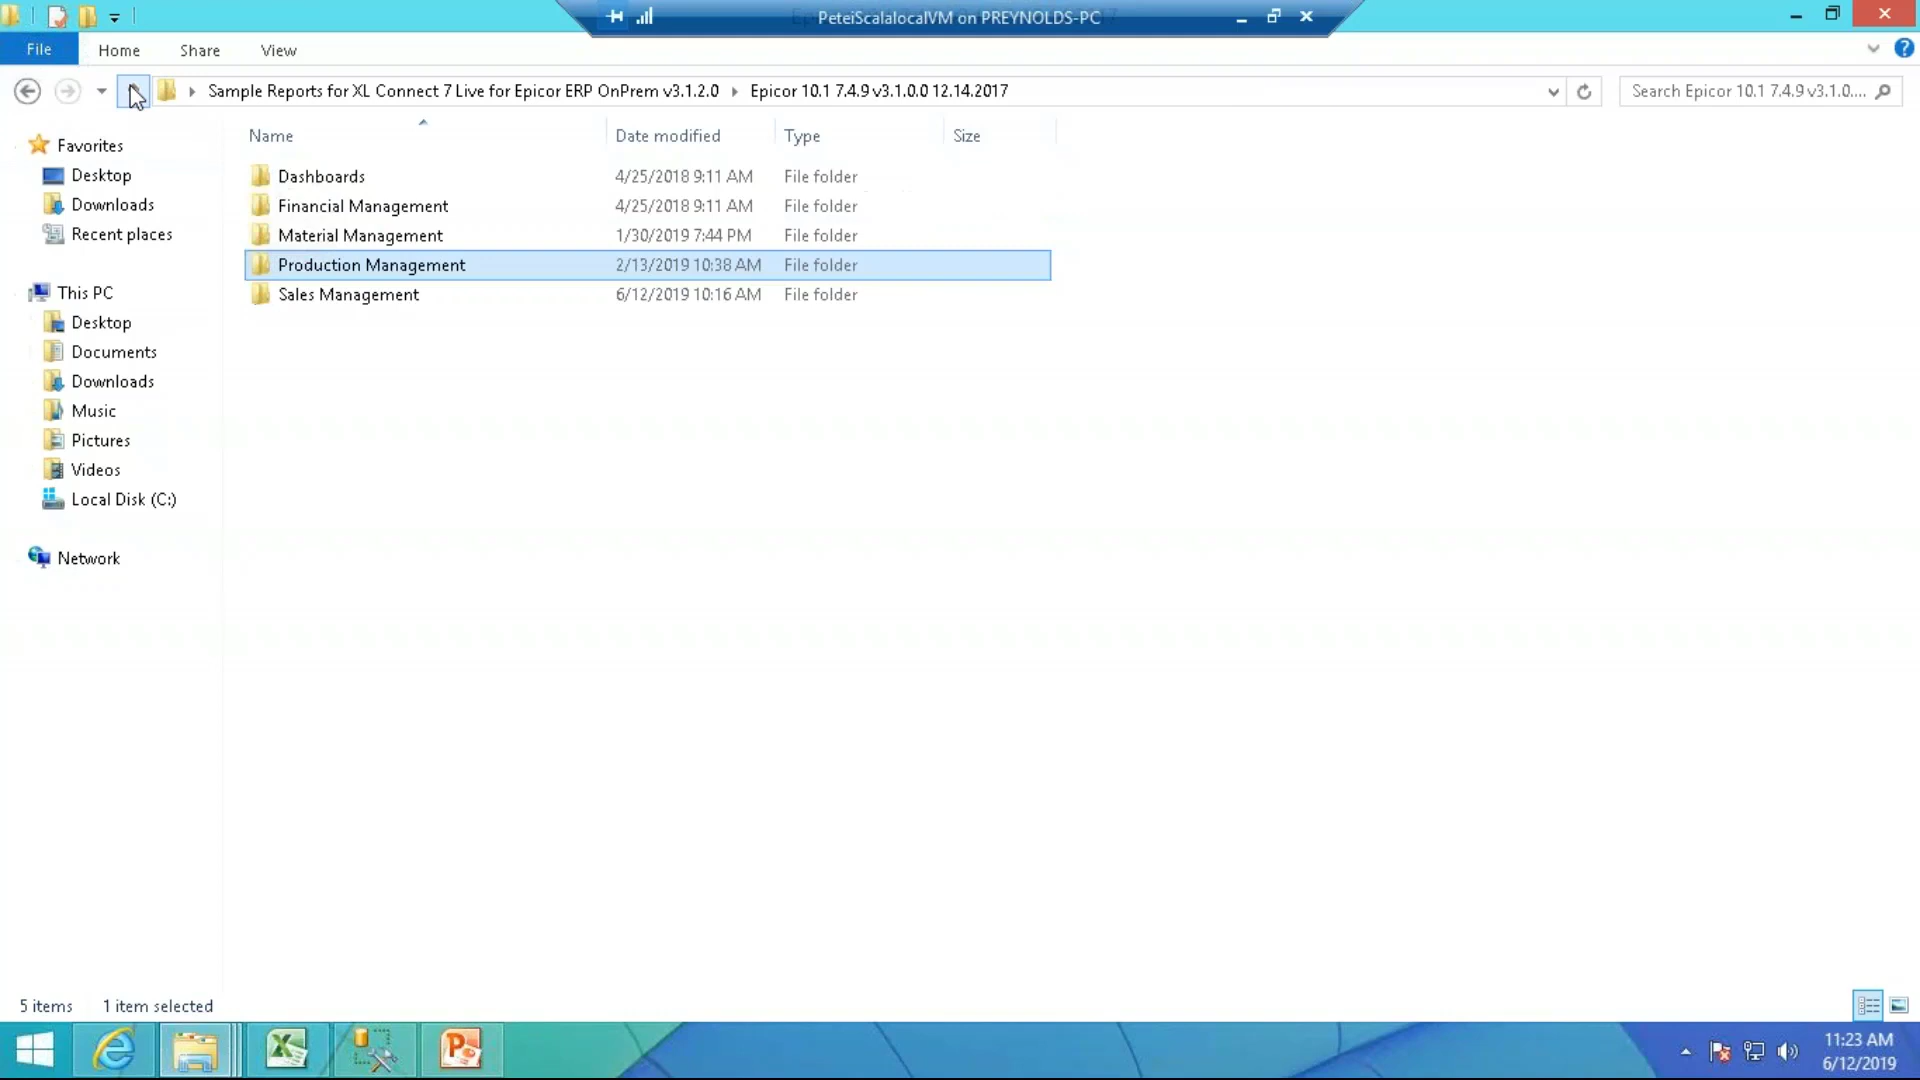 PeteiScalalocalVM on PREYNOLDS-PC
File Home Share View
Sample Reports for XL Connect 7 Live for Epicor ERP OnPrem v3.1.2.0 Epicor 10.1 7.4.9 v3.1.0.0 12.14.2017
Search Epicor 10.1 7.4.9 v3.1.0....
Name Date modified Type Size
Dashboards 4/25/2018 9:11 AM File folder
Financial Management 4/25/2018 9:11 AM File folder
Material Management 1/30/2019 7:44 PM File folder
Production Management 2/13/2019 10:38 AM File folder
Sales Management 6/12/2019 10:16 AM File folder
Favorites
Desktop
Downloads
Recent places
This PC
Desktop
Documents
Downloads
Music
Pictures
Videos
Local Disk (C:)
Network
5 items 1 item selected
11:23 AM
6/12/2019